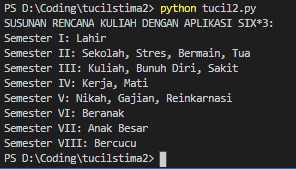 PS D:\Coding\tucilstima2> python tucil2.py
SUSUNAN RENCANA KULIAH DENGAN APLIKASI SIX*3:
Semester I: Lahir
Semester II: Sekolah, Stres, Bermain, Tua
Semester III: Kuliah, Bunuh Diri, Sakit
Semester IV: Kerja, Mati
Semester V: Nikah, Gajian, Reinkarnasi
Semester VI: Beranak
Semester VII: Anak Besar
Semester VIII: Bercucu
PS D:\Coding\tucilstima2>